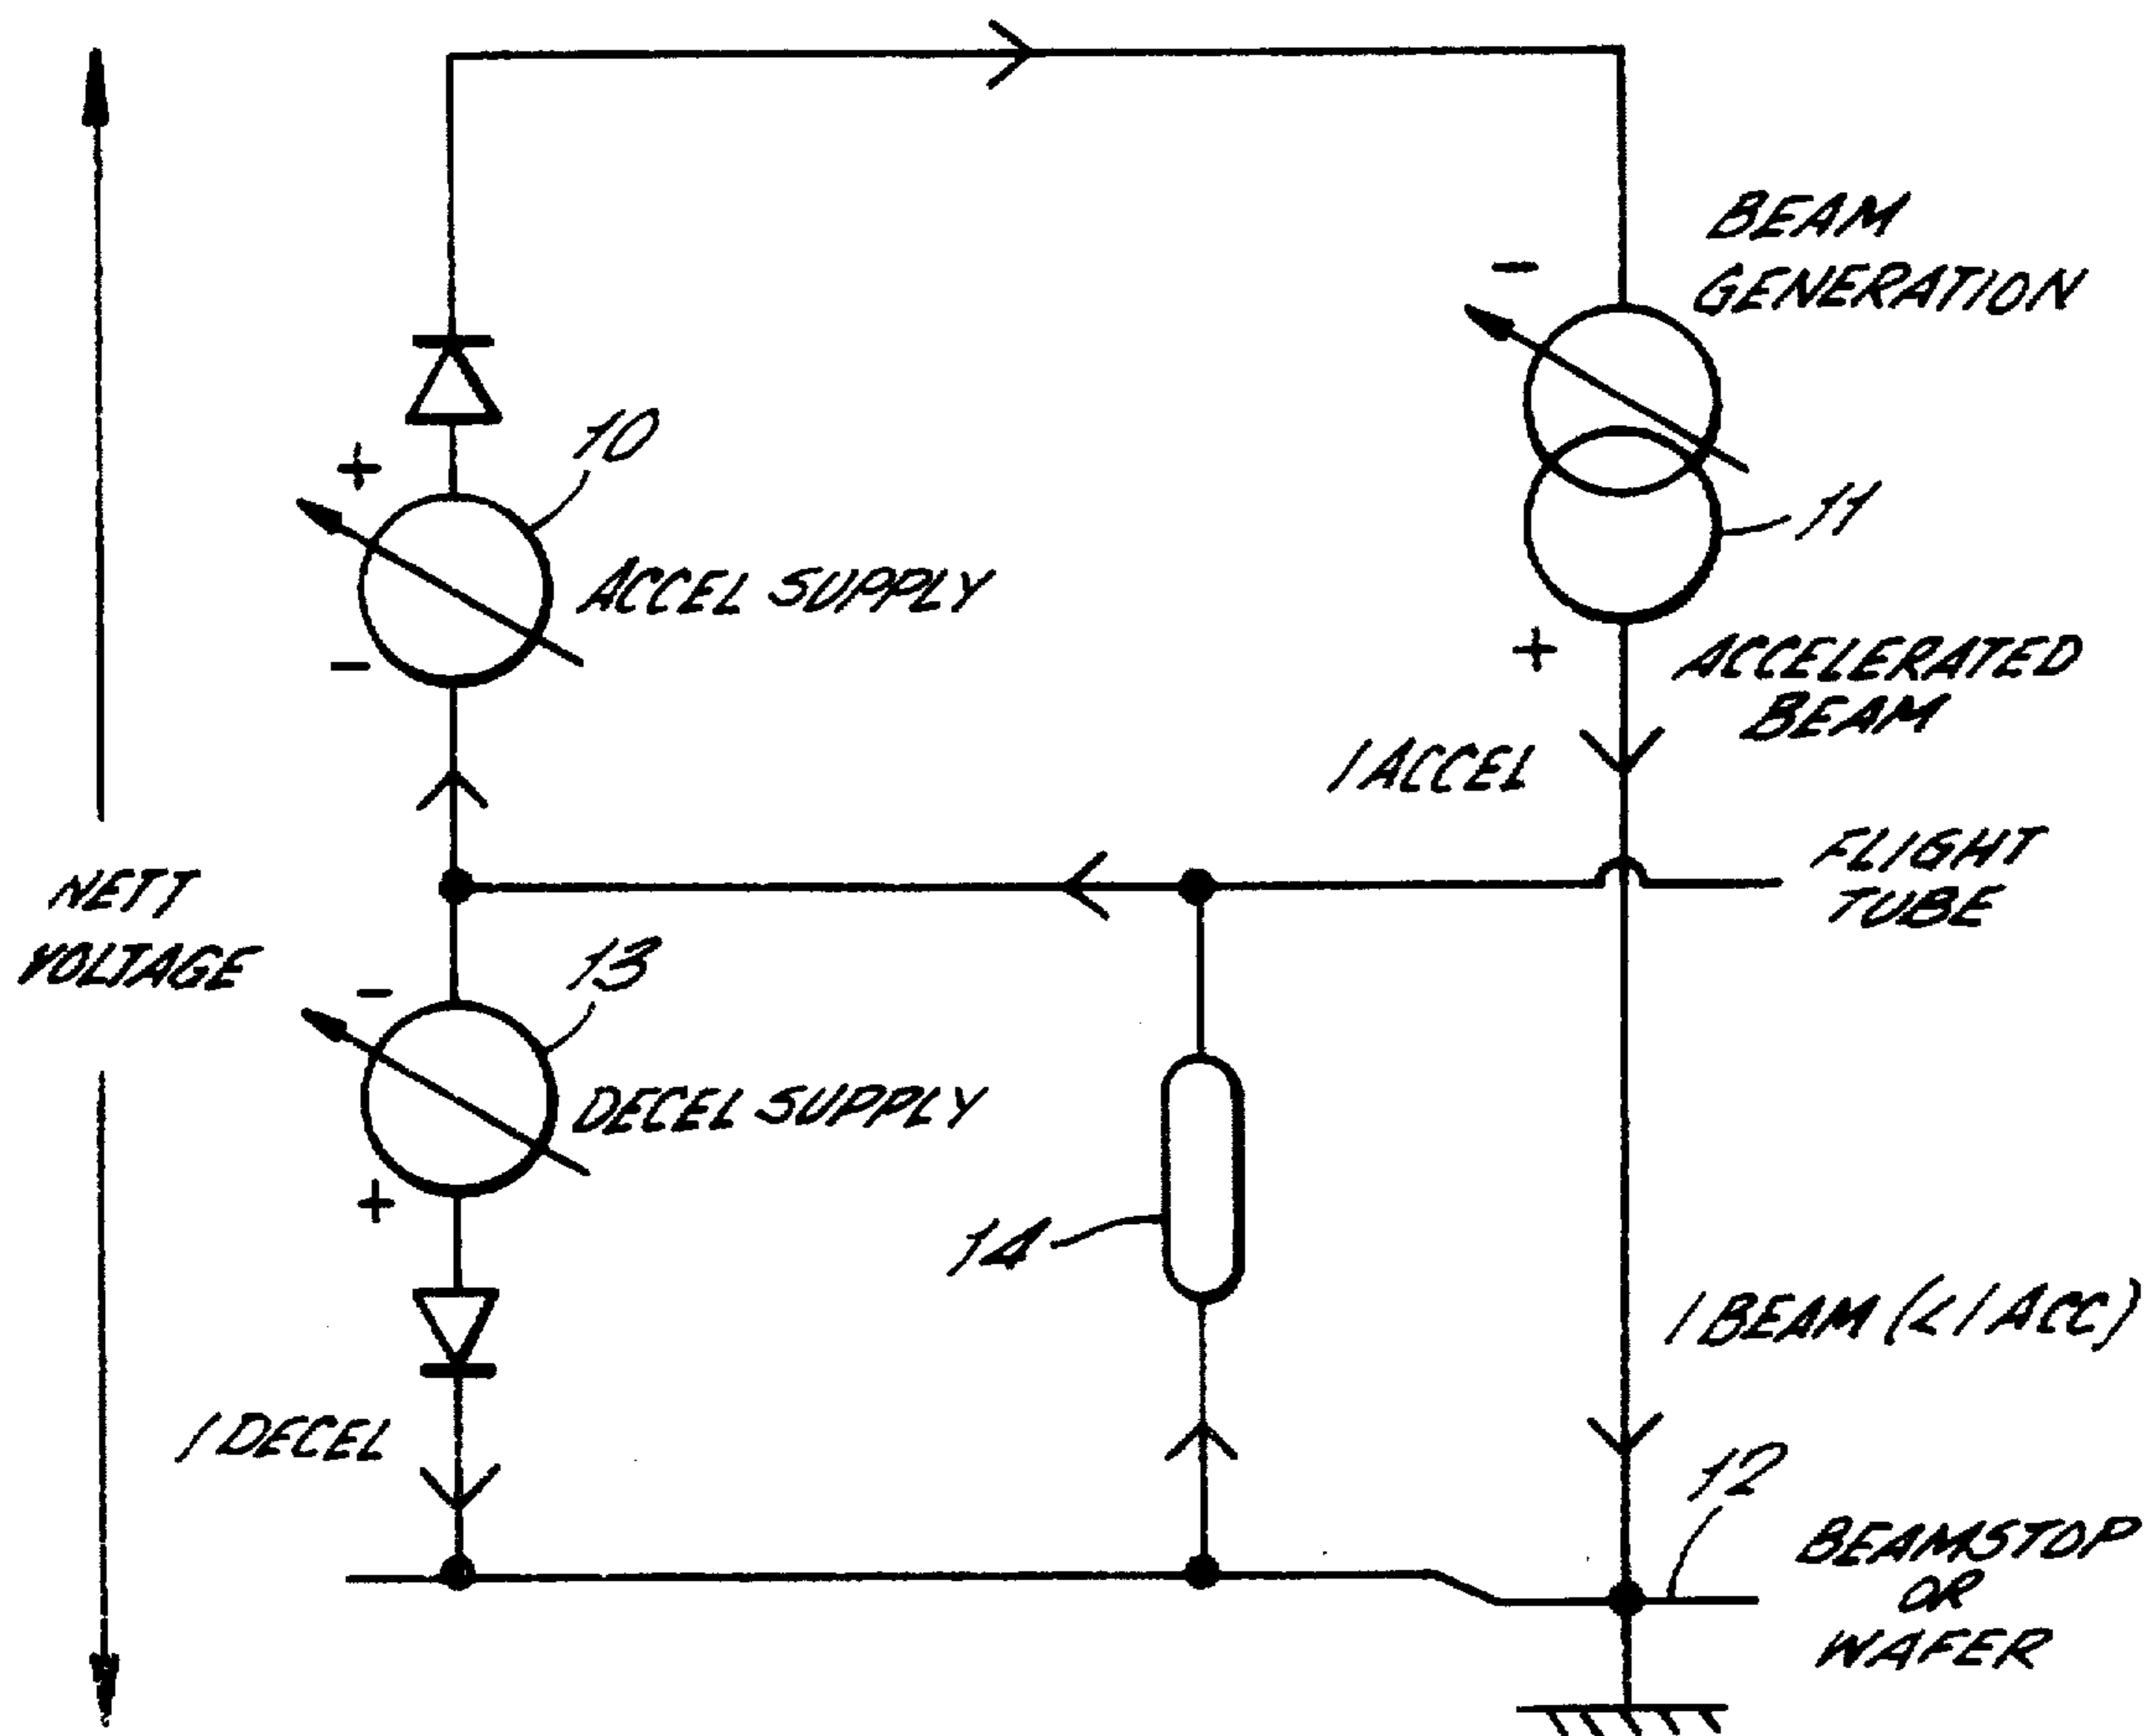 BEAM
GENERATION
-
10
+
ACCEL SUPPLY
-
11
+
ACCELERATED
BEAM
I ACCEL
FLIGHT
TUBE
NETT
VOLTAGE
13
-
DECEL SUPPLY
+
14
I BEAM (< I ACC)
I DECEL
12
BEAMSTOP
OR
WAFER